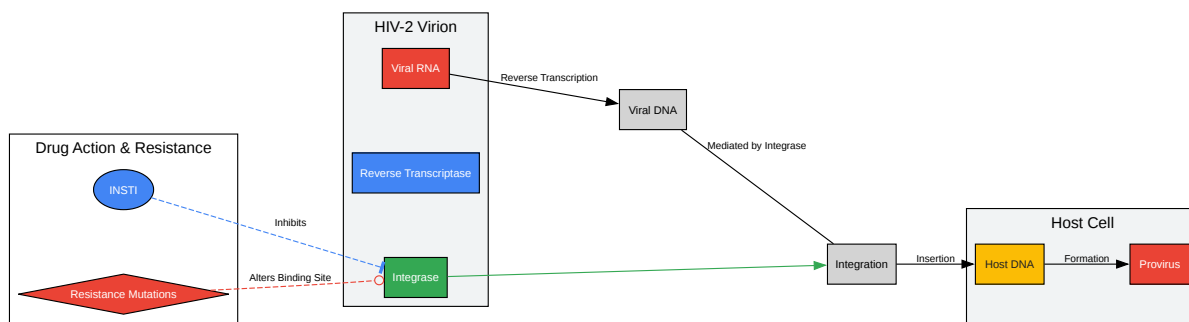 HIV-2 Virion
Viral RNA
Reverse Transcription
Viral DNA
Drug Action & Resistance
Mediated by Integrase
Reverse Transcriptase
INSTI
Inhibits
Host Cell
Integration
Insertion
Host DNA
Formation
Provirus
Alters Binding Site
Integrase
Resistance Mutations